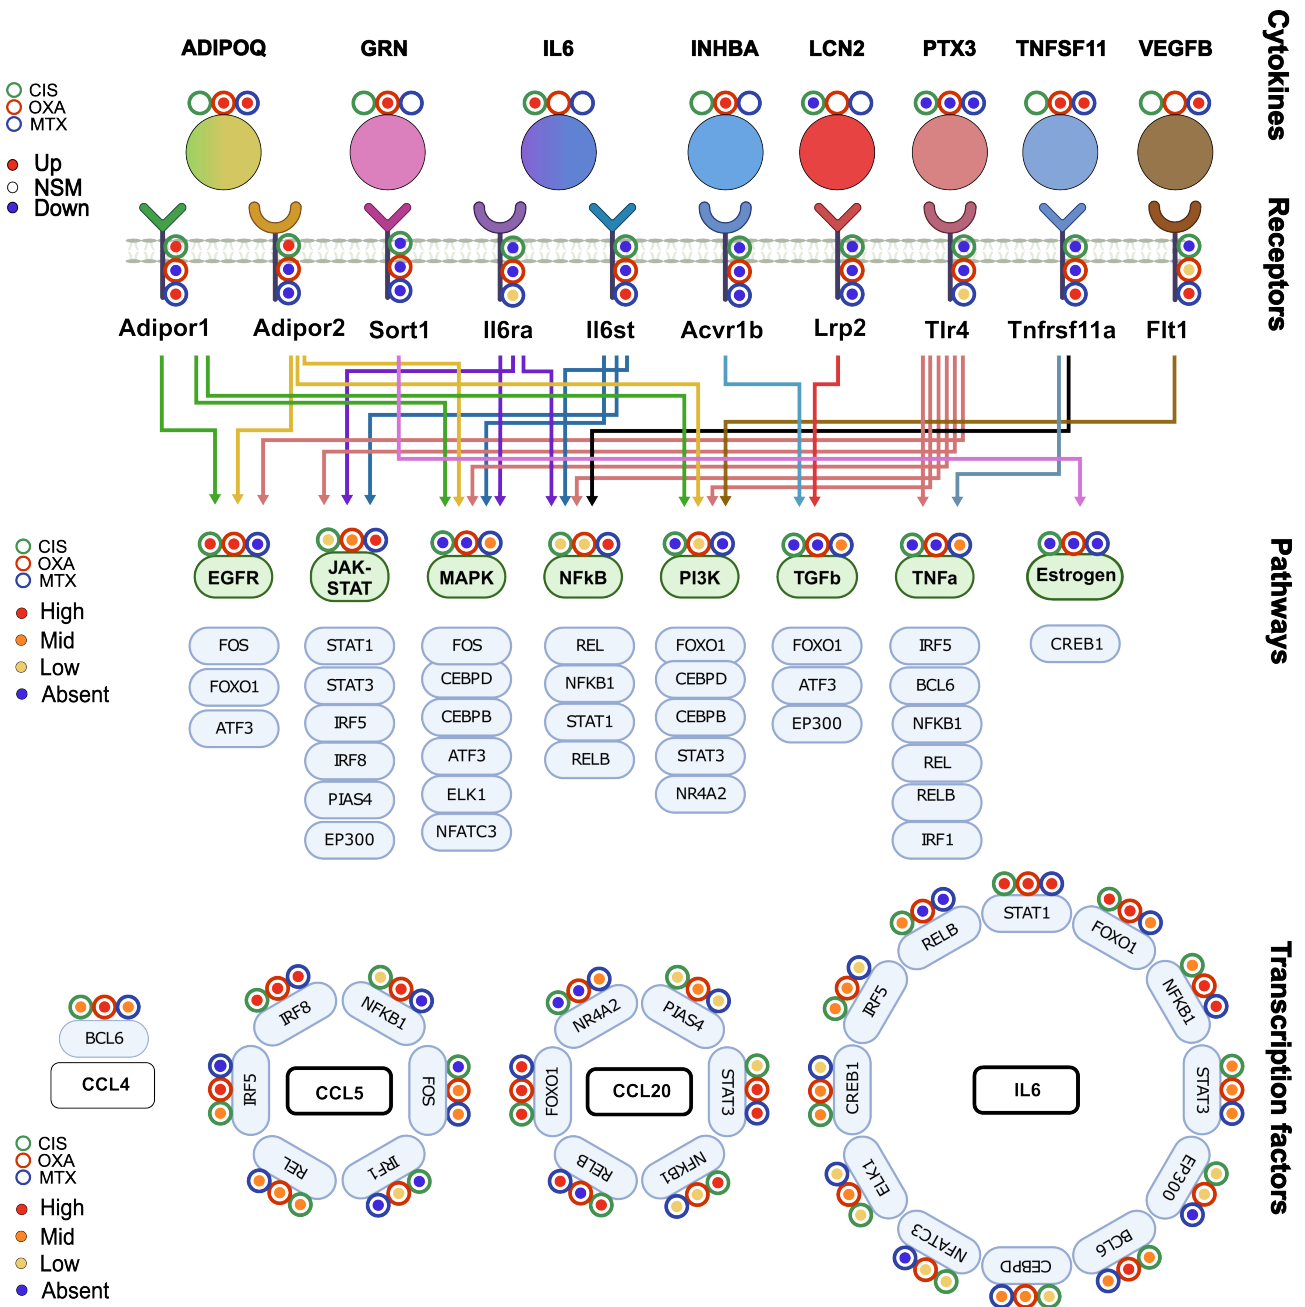 ADIPOQ GRN IL6 INHBA LCN2 PTX3 TNFSF11 VEGFB
Cytokines
CIS
OXA
MTX
Up
NSM
Down
Receptors
Adipor1 Adipor2 Sort1 Il6ra Il6st Acvr1b Lrp2 Tlr4 Tnfrsf11a Flt1
Pathways
CIS
OXA
MTX
High
Mid
Low
Absent
EGFR
JAK-
STAT
MAPK
NFkB
PI3K
TGFb
TNFa
Estrogen
FOS
FOXO1
ATF3
STAT1
STAT3
IRF5
IRF8
PIAS4
EP300
FOS
CEBPD
CEBPB
ATF3
ELK1
NFATC3
REL
NFKB1
STAT1
RELB
FOXO1
CEBPD
CEBPB
STAT3
NR4A2
FOXO1
ATF3
EP300
IRF5
BCL6
NFKB1
REL
RELB
IRF1
CREB1
Transcription factors
BCL6
CCL4
CIS
OXA
MTX
High
Mid
Low
Absent
IRF8
NFKB1
FOS
IRF1
REL
IRF5
CCL5
NR4A2
PIAS4
STAT3
NFKB1
RELB
FOXO1
CCL20
STAT1
FOXO1
NFKB1
STAT3
EP300
BCL6
CEBPD
NFATC3
ELK1
CREB1
IRF5
RELB
IL6